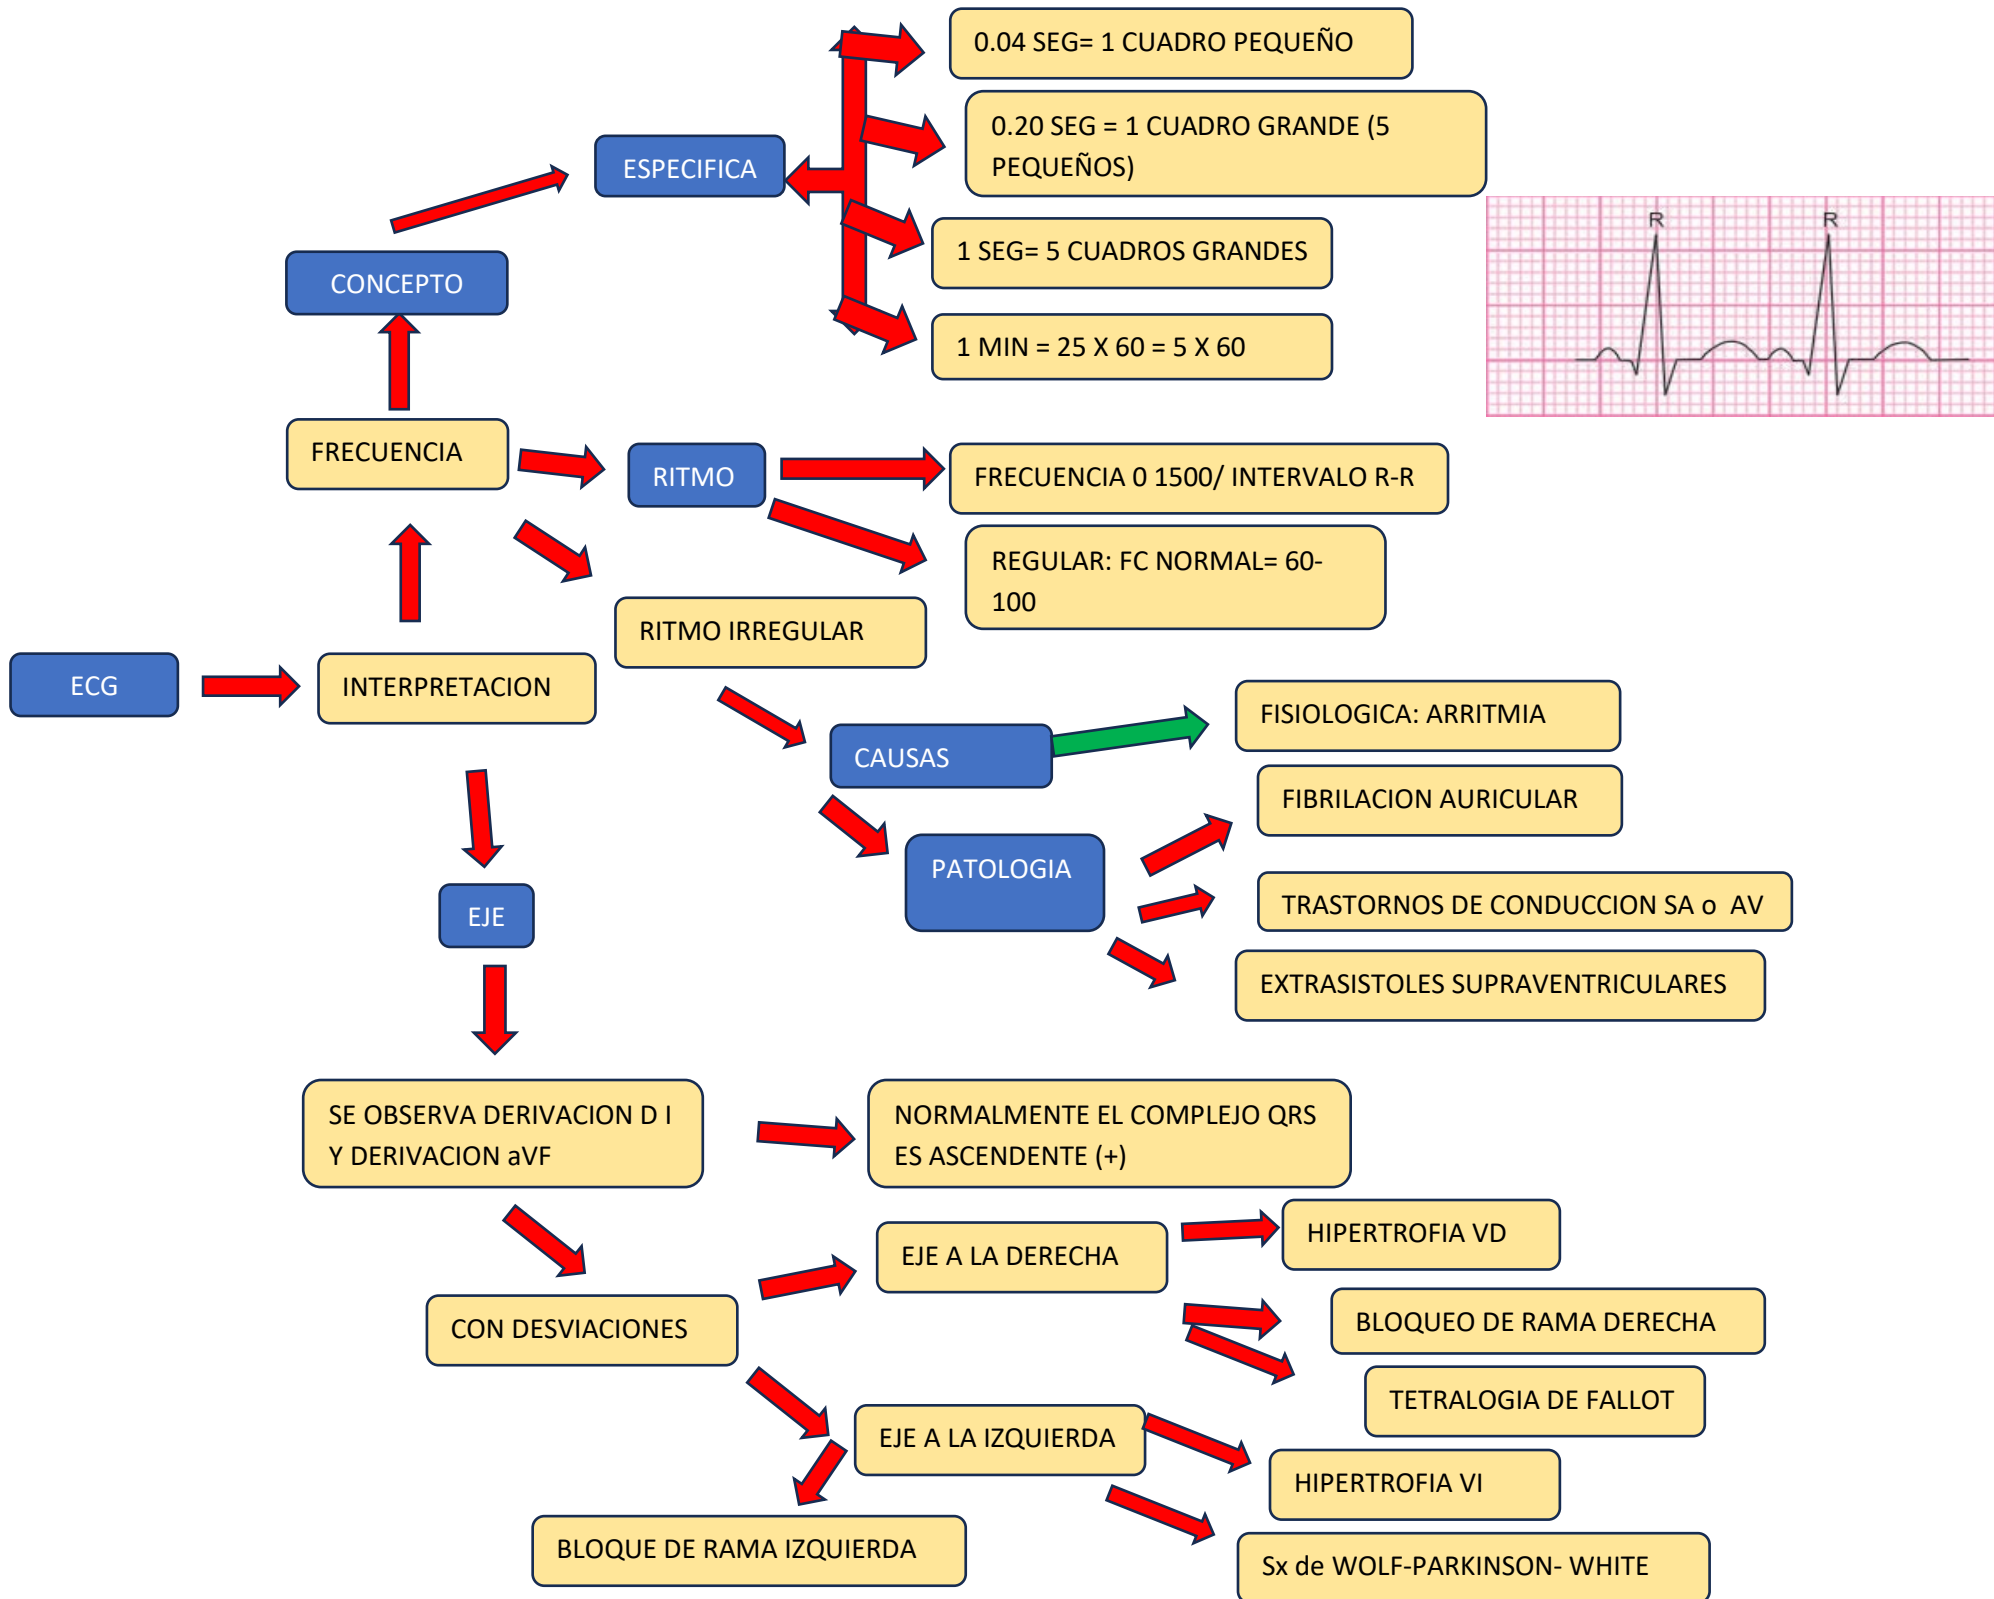 0.04 SEG= 1 CUADRO PEQUEÑO
0.20 SEG = 1 CUADRO GRANDE (5
PEQUEÑOS)
ESPECIFICA
1 SEG= 5 CUADROS GRANDES
1 MIN = 25 X 60 = 5 X 60
R
R
CONCEPTO
FRECUENCIA
RITMO
FRECUENCIA 0 1500/ INTERVALO R-R
REGULAR: FC NORMAL= 60-
100
RITMO IRREGULAR
ECG
INTERPRETACION
CAUSAS
FISIOLOGICA: ARRITMIA
FIBRILACION AURICULAR
PATOLOGIA
TRASTORNOS DE CONDUCCION SA o  AV
EXTRASISTOLES SUPRAVENTRICULARES
EJE
SE OBSERVA DERIVACION D I
Y DERIVACION aVF
NORMALMENTE EL COMPLEJO QRS
ES ASCENDENTE (+)
CON DESVIACIONES
EJE A LA DERECHA
HIPERTROFIA VD
BLOQUEO DE RAMA DERECHA
TETRALOGIA DE FALLOT
EJE A LA IZQUIERDA
HIPERTROFIA VI
BLOQUE DE RAMA IZQUIERDA
Sx de WOLF-PARKINSON- WHITE